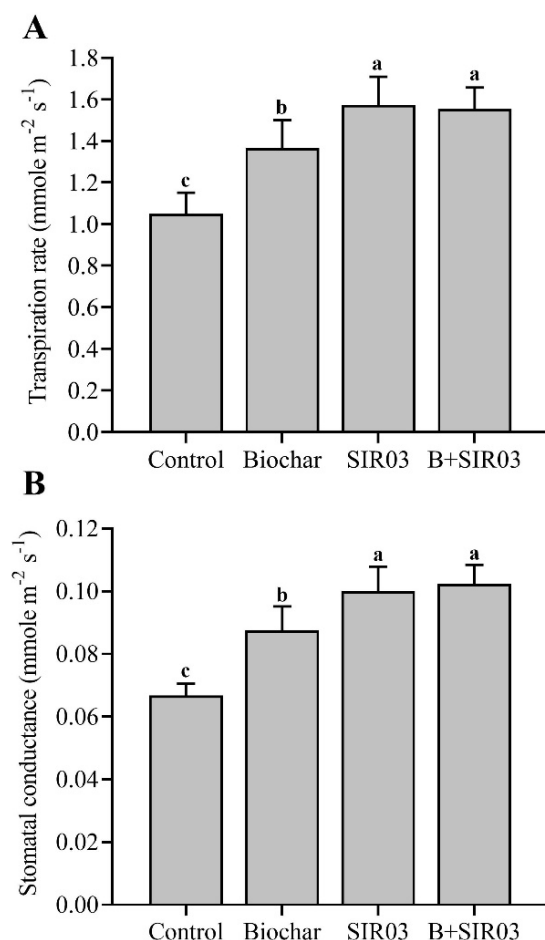 A
Transpiration rate (mmole m⁻² s⁻¹)
1.8
1.6
1.4
1.2
1.0
0.8
0.6
0.4
0.2
0.0
c
b
a
a
Control Biochar SIR03 B+SIR03
B
Stomatal conductance (mmole m⁻² s⁻¹)
0.12
0.10
0.08
0.06
0.04
0.02
0.00
c
b
a
a
Control Biochar SIR03 B+SIR03